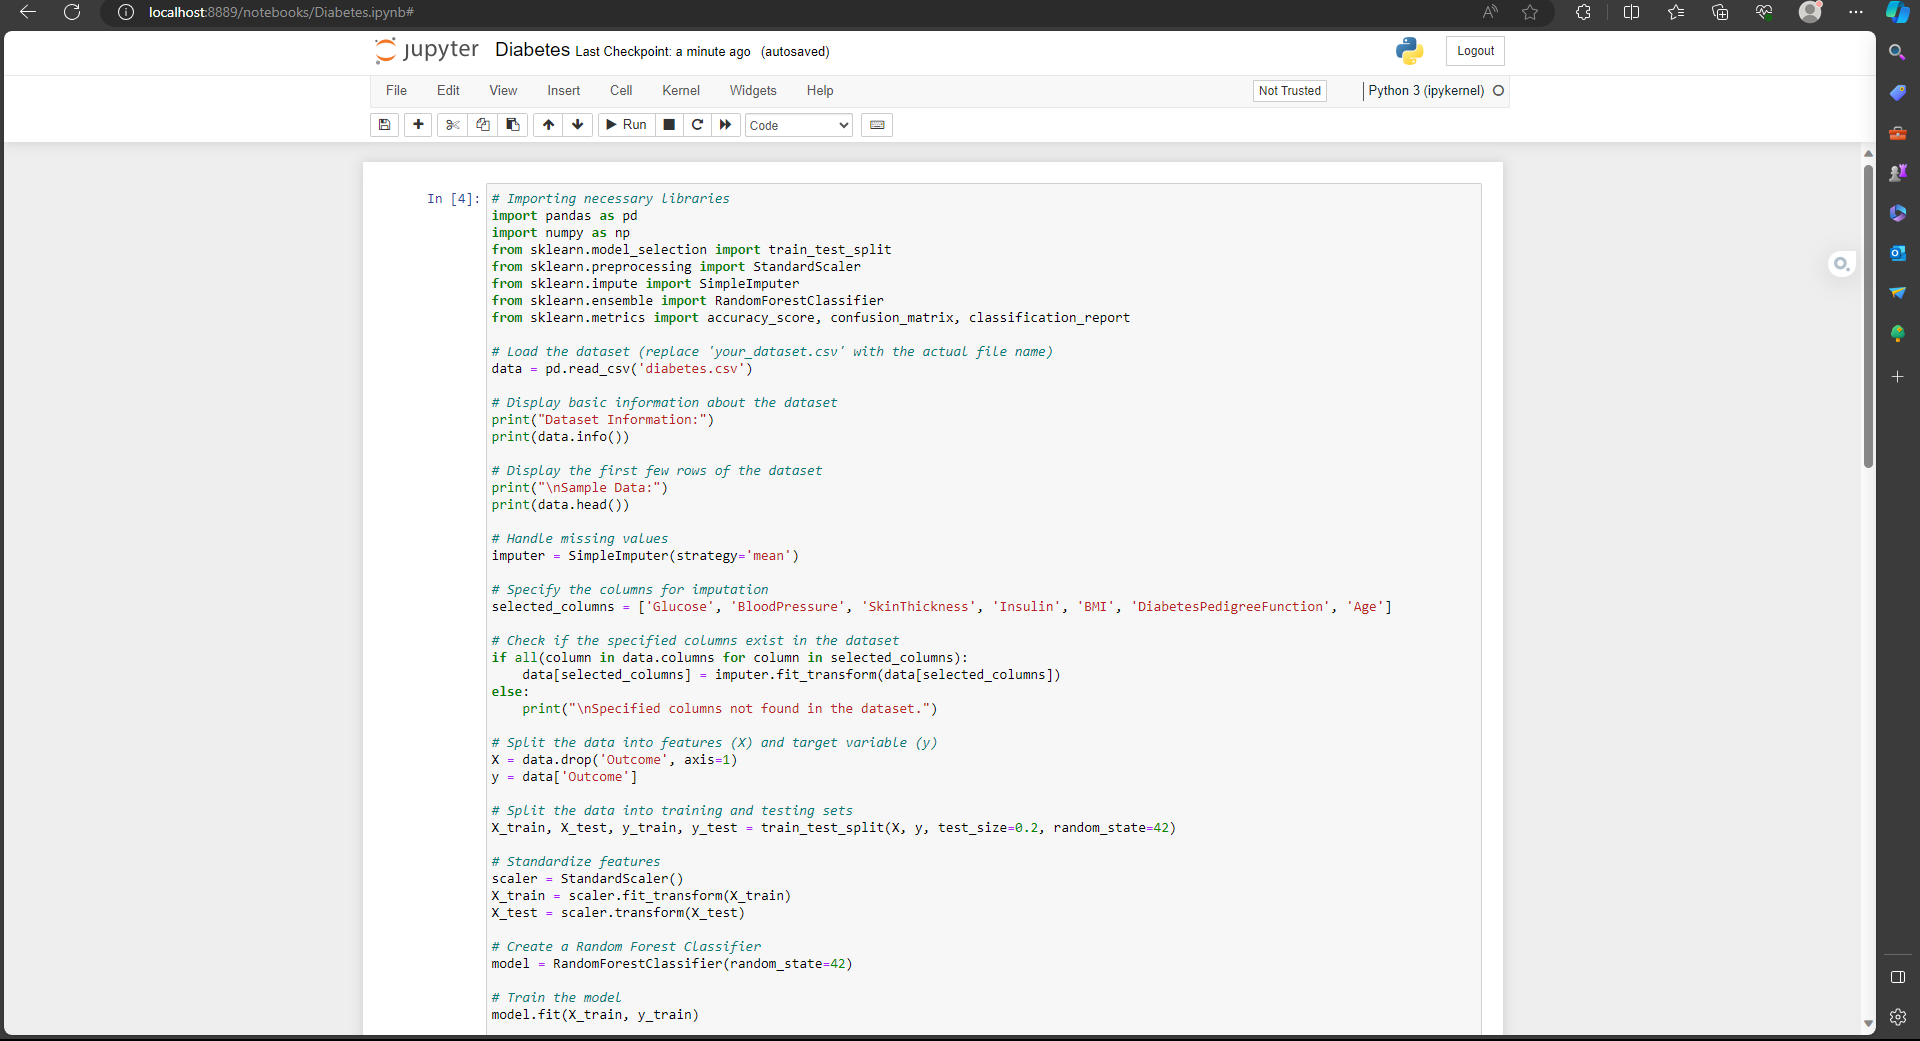 localhost:8889/notebooks/Diabetes.ipynb#
jupyter Diabetes Last Checkpoint: a minute ago (autosaved)
Logout
File Edit View Insert Cell Kernel Widgets Help
Not Trusted
Python 3 (ipykernel)
Run
Code
In [4]:
# Importing necessary libraries
import pandas as pd
import numpy as np
from sklearn.model_selection import train_test_split
from sklearn.preprocessing import StandardScaler
from sklearn.impute import SimpleImputer
from sklearn.ensemble import RandomForestClassifier
from sklearn.metrics import accuracy_score, confusion_matrix, classification_report
# Load the dataset (replace 'your_dataset.csv' with the actual file name)
data = pd.read_csv('diabetes.csv')
# Display basic information about the dataset
print("Dataset Information:")
print(data.info())
# Display the first few rows of the dataset
print("\nSample Data:")
print(data.head())
# Handle missing values
imputer = SimpleImputer(strategy='mean')
# Specify the columns for imputation
selected_columns = ['Glucose', 'BloodPressure', 'SkinThickness', 'Insulin', 'BMI', 'DiabetesPedigreeFunction', 'Age']
# Check if the specified columns exist in the dataset
if all(column in data.columns for column in selected_columns):
    data[selected_columns] = imputer.fit_transform(data[selected_columns])
else:
    print("\nSpecified columns not found in the dataset.")
# Split the data into features (X) and target variable (y)
X = data.drop('Outcome', axis=1)
y = data['Outcome']
# Split the data into training and testing sets
X_train, X_test, y_train, y_test = train_test_split(X, y, test_size=0.2, random_state=42)
# Standardize features
scaler = StandardScaler()
X_train = scaler.fit_transform(X_train)
X_test = scaler.transform(X_test)
# Create a Random Forest Classifier
model = RandomForestClassifier(random_state=42)
# Train the model
model.fit(X_train, y_train)